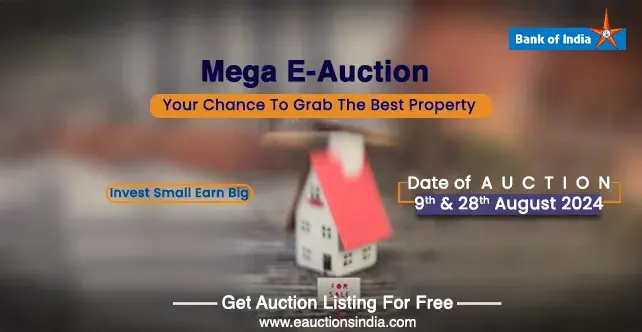 Bank of India
Mega E-Auction
Your Chance To Grab The Best Property
Invest Small Earn Big
Date of AUCTION
9th & 28th August 2024
FOR
SALE
Get Auction Listing For Free
www.eauctionsindia.com